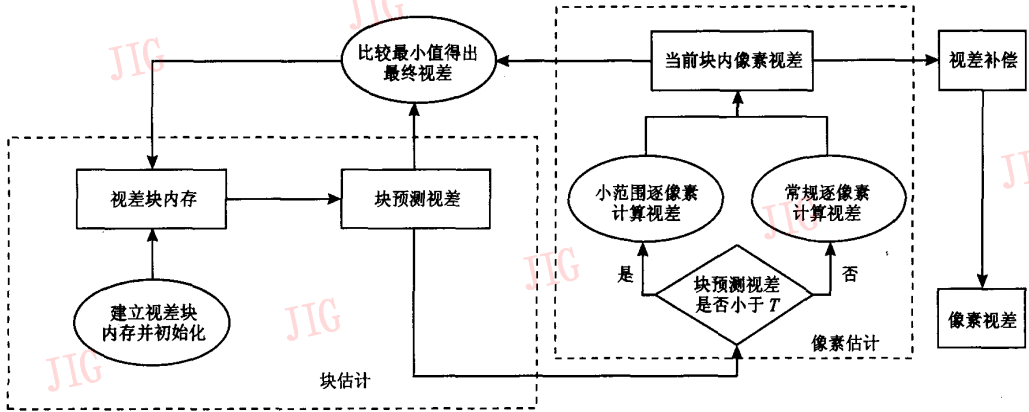 JIG
JIG
比较最小值得出
最终视差
当前块内像素视差
视差补偿
JIG
视差块内存
块预测视差
小范围逐像素
计算视差
常规逐像素
计算视差
JIG
JIG
是
否
块预测视差
是否小于 T
建立视差块
内存并初始化
JIG
像素视差
像素估计
JIG
块估计